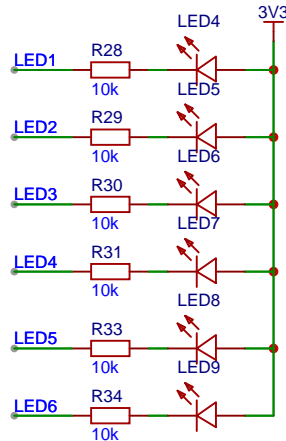 LED4
3V3
LED1
R28
10k
LED5
LED2
R29
10k
LED6
LED3
R30
10k
LED7
LED4
R31
10k
LED8
LED5
R33
10k
LED9
LED6
R34
10k